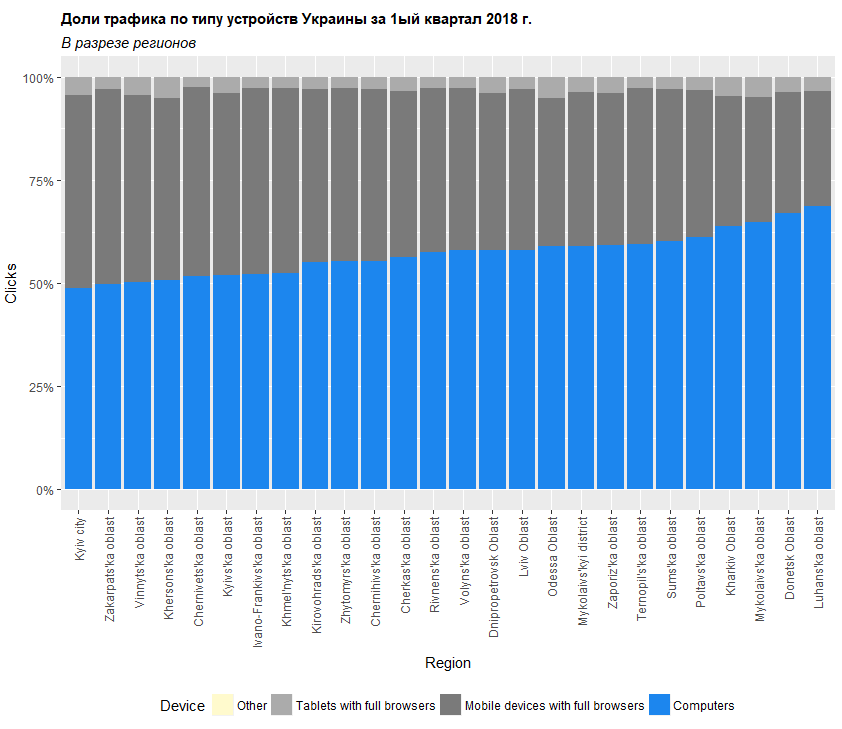 Доли трафика по типу устройств Украины за 1ый квартал 2018 г.
В разрезе регионов
100%
75%
50%
25%
0%
Clicks
Kyiv city
Zakarpats'ka oblast
Vinnyts'ka oblast
Khersons'ka oblast
Chernivets'ka oblast
Kyivs'ka oblast
Ivano-Frankivs'ka oblast
Khmel'nyts'ka oblast
Kirovohrads'ka oblast
Zhytomyrs'ka oblast
Chernihivs'ka oblast
Cherkas'ka oblast
Rivnens'ka oblast
Volyns'ka oblast
Dnipropetrovsk Oblast
Lviv Oblast
Odessa Oblast
Mykolaivs'kyi district
Zaporiz'ka oblast
Ternopil's'ka oblast
Sums'ka oblast
Poltavs'ka oblast
Kharkiv Oblast
Mykolaivs'ka oblast
Donetsk Oblast
Luhans'ka oblast
Region
Device Other Tablets with full browsers Mobile devices with full browsers Computers